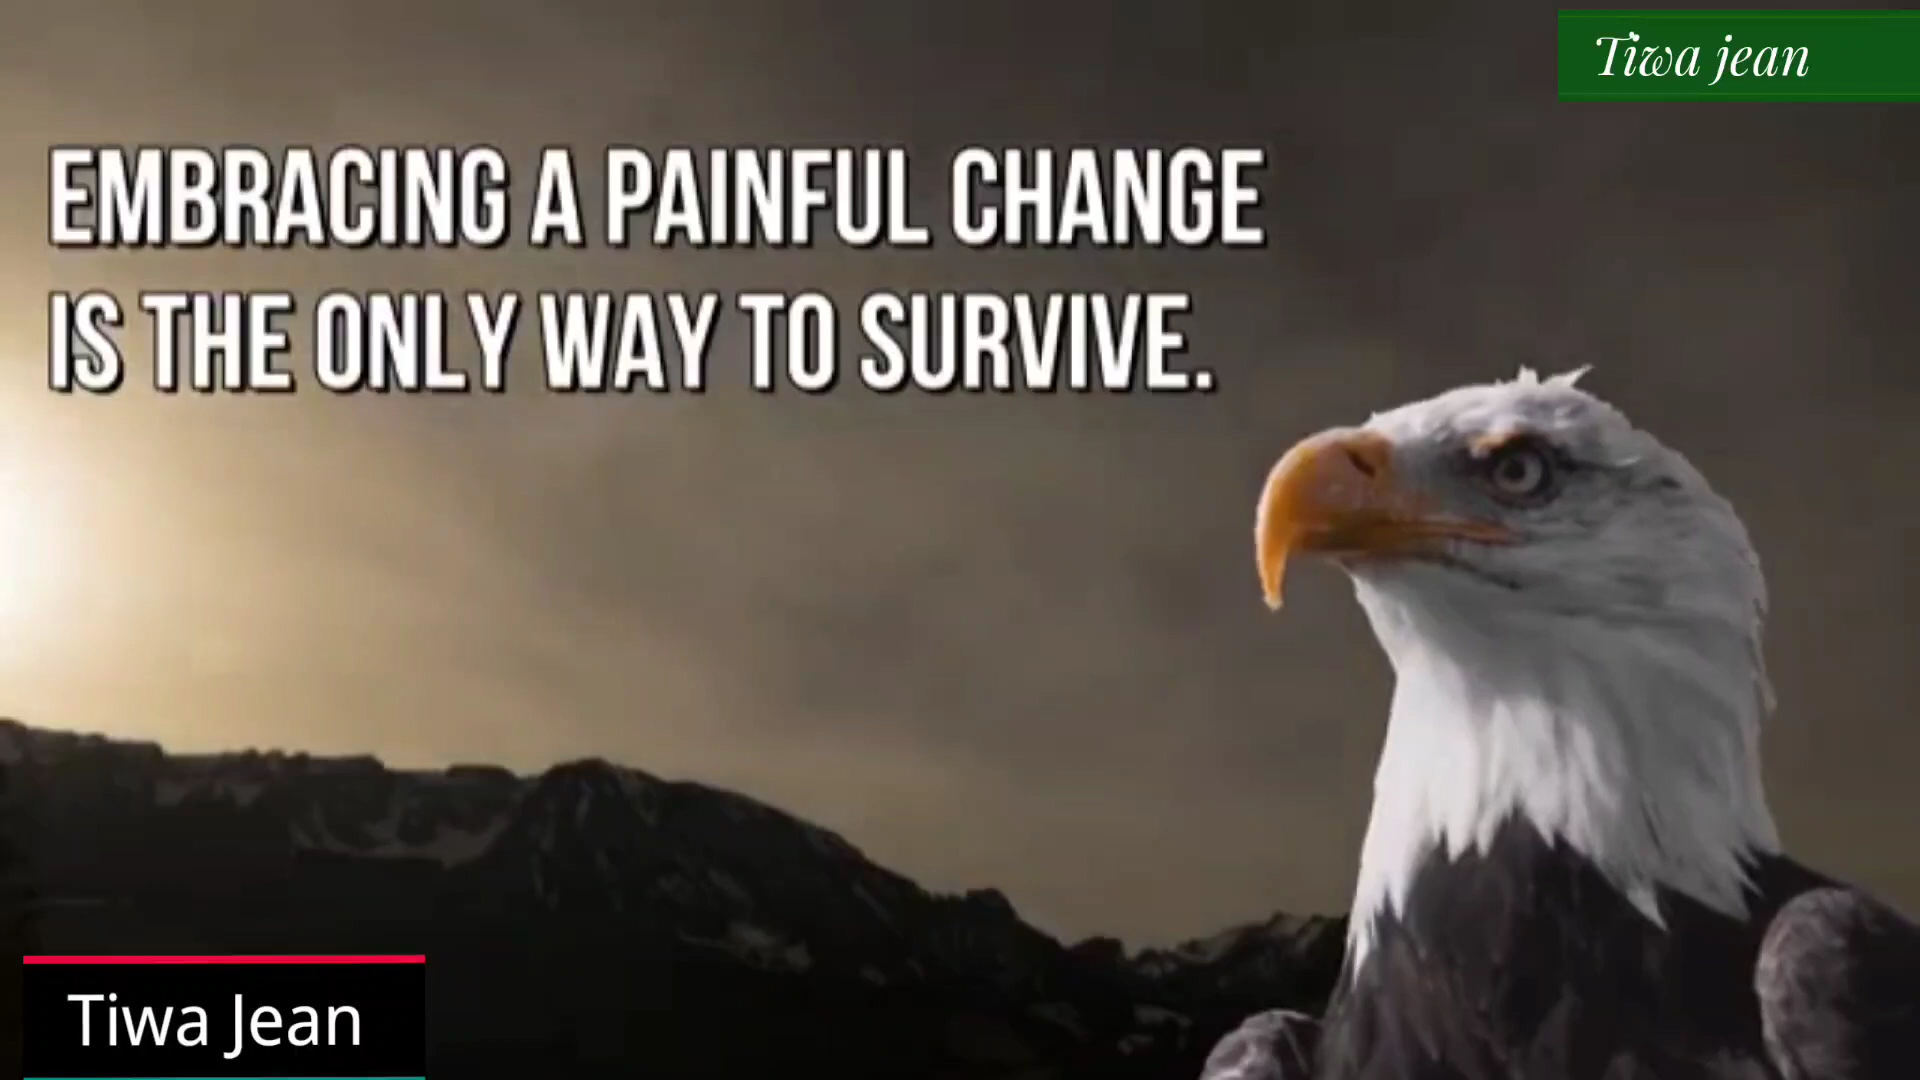 Tiwa jean
EMBRACING A PAINFUL CHANGE
IS THE ONLY WAY TO SURVIVE.
Tiwa Jean